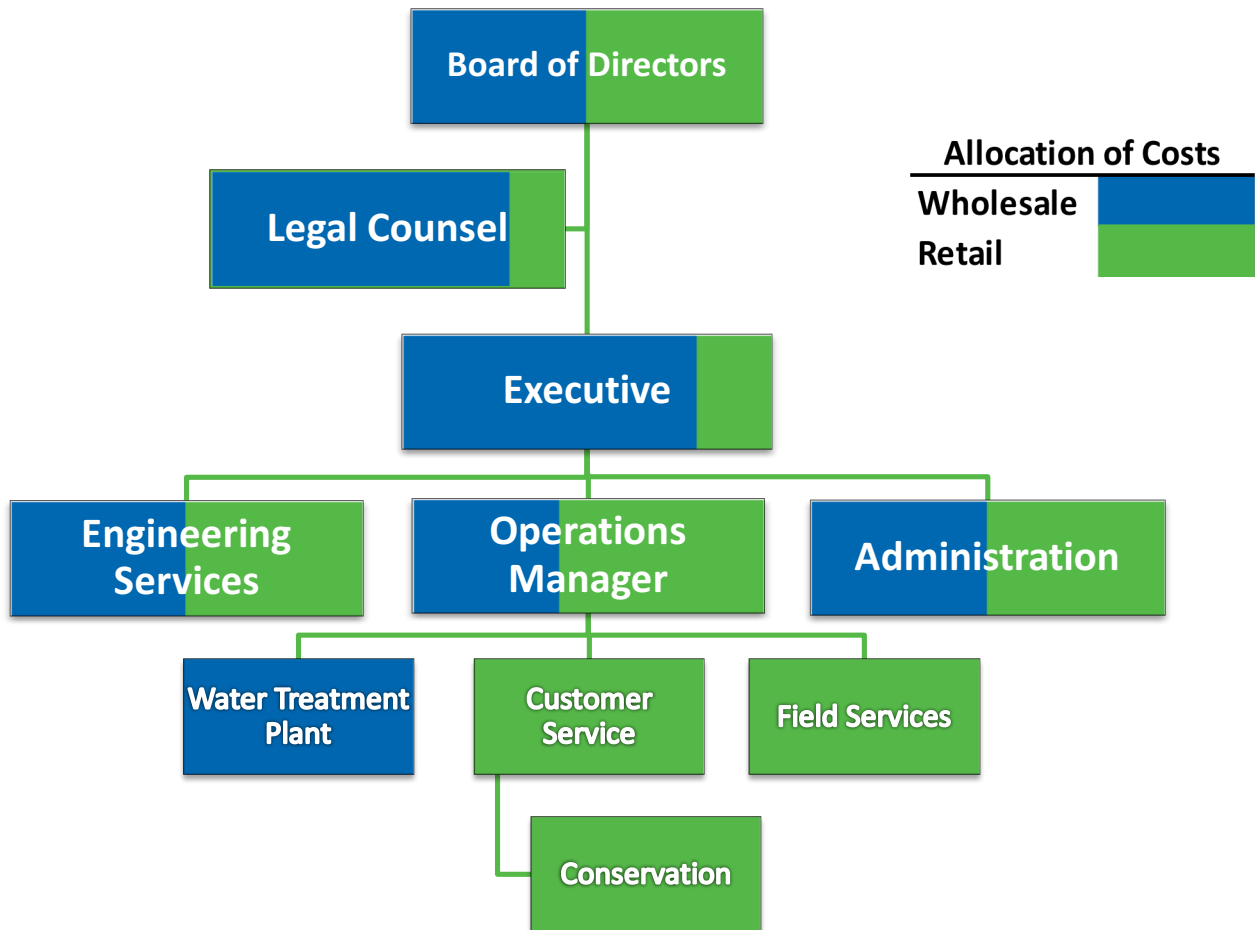 Board of Directors
Allocation of Costs
Wholesale
Retail
Legal Counsel
Executive
Engineering
Services
Operations
Manager
Administration
Water Treatment
Plant
Customer
Service
Field Services
Conservation